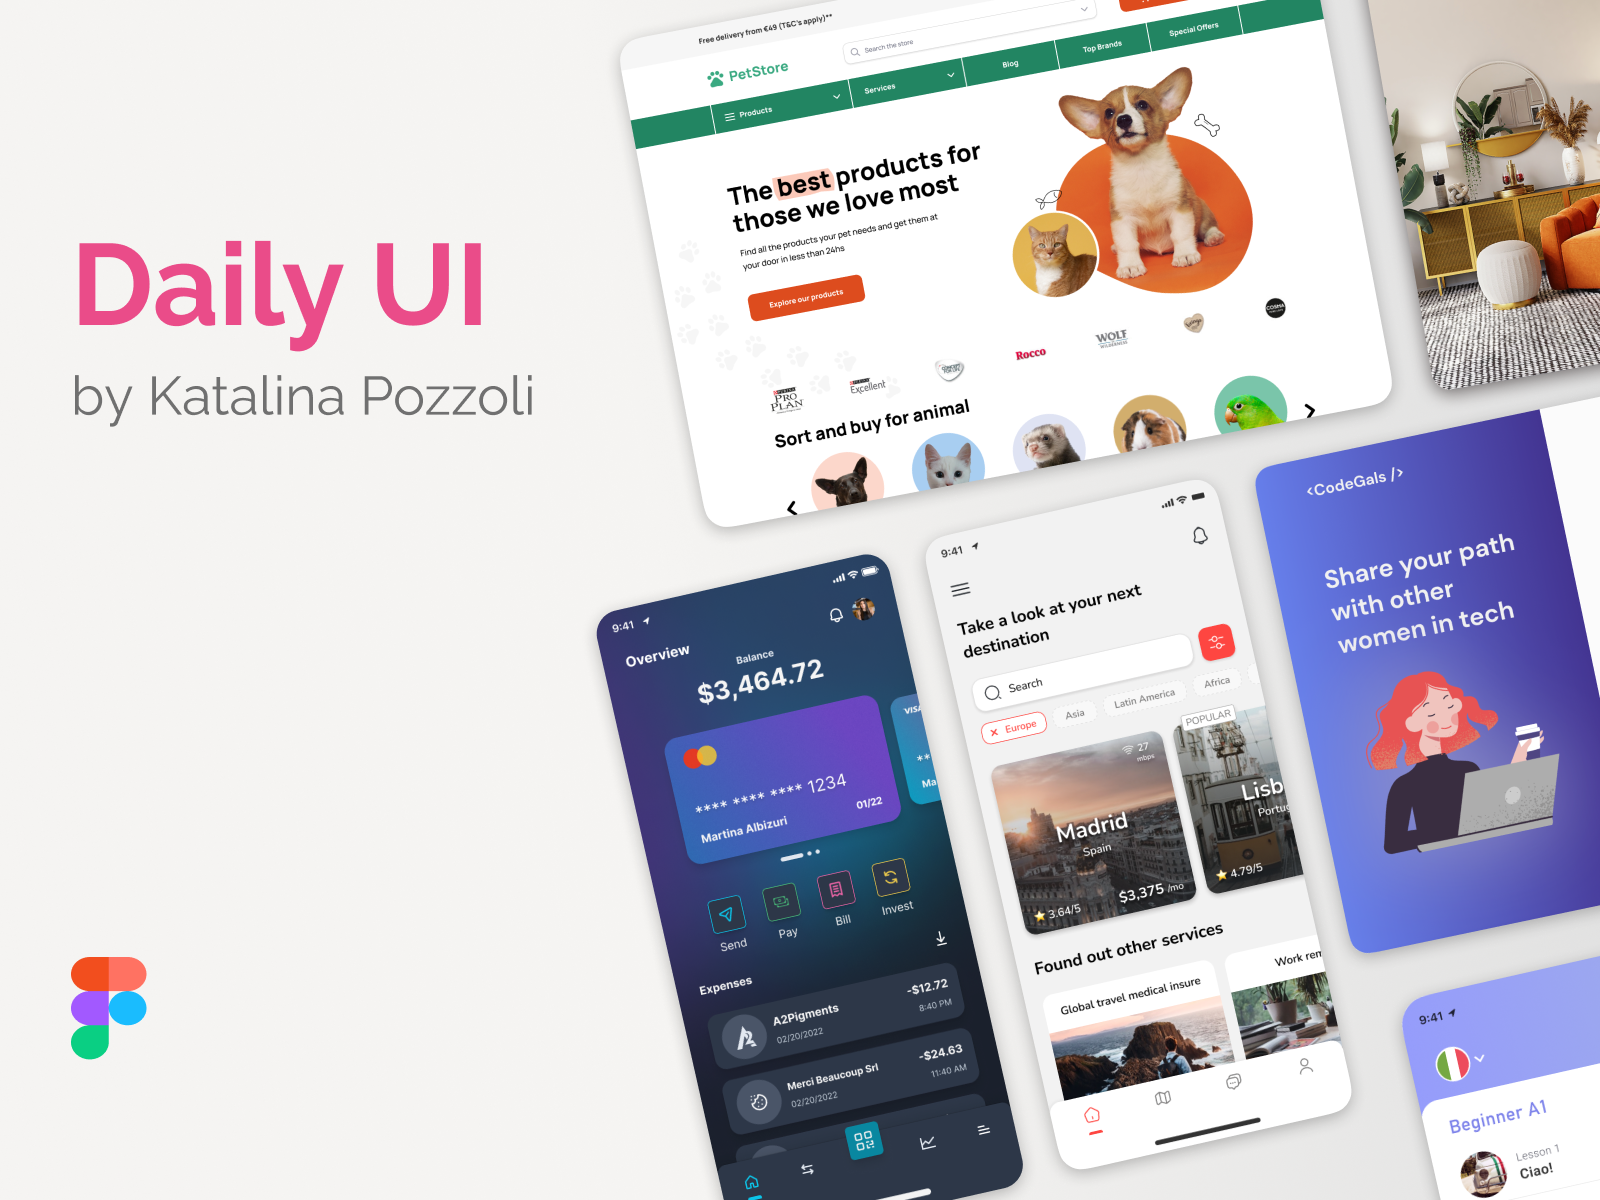 Daily UI
by Katalina Pozzoli
Free delivery from €49 (T&C's apply)**
PetStore
Search the store
Products
Services
Blog
Top Brands
Special Offers
The best products for
those we love most
Find all the products your pet needs and get them at
your door in less than 24hs
Explore our products
PRO
PLAN
Excellent
Rocco
WOLF
WILDERNESS
COSMA
Sort and buy for animal
9:41
Overview
Balance
$3,464.72
**** **** **** 1234
01/22
Martina Albizuri
VISA
**
Ma
Send
Pay
Bill
Invest
Expenses
A2Pigments
-$12.72
02/20/2022
8:40 PM
Merci Beaucoup Srl
-$24.63
02/20/2022
11:40 AM
9:41
Take a look at your next
destination
Search
Europe
Asia
Latin America
Africa
27
mbps
Madrid
Spain
3.64/5
$3,375 /mo
POPULAR
Lisb
Portug
4.79/5
Found out other services
Global travel medical insure
Work rem
<CodeGals />
Share your path
with other
women in tech
9:41
Beginner A1
Lesson 1
Ciao!